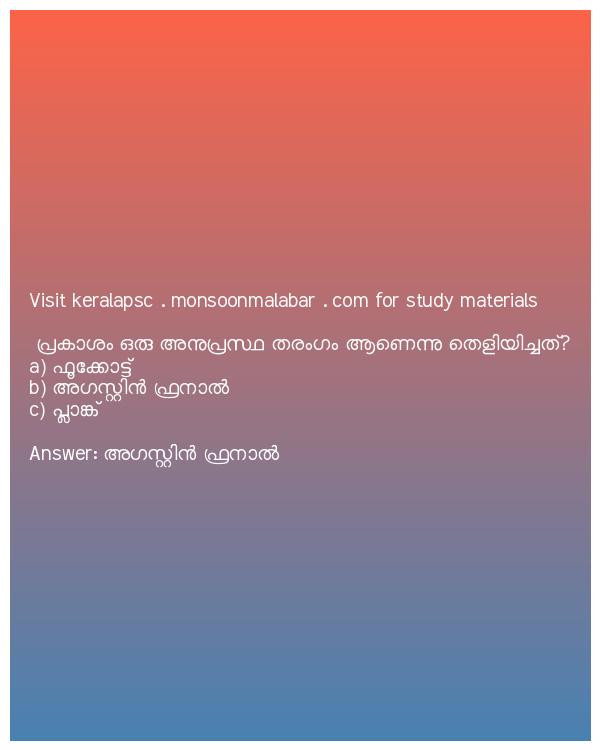 Visit keralapsc . monsoonmalabar . com for study materials
പ്രകാശം ഒരു അനുപ്രസ്ഥ തരംഗം ആണെന്നു തെളിയിച്ചത്?
a) ഫൂക്കോട്ട്
b) അഗസ്റ്റിൻ ഫ്രനാൽ
c) പ്ലാങ്ക്
Answer: അഗസ്റ്റിൻ ഫ്രനാൽ